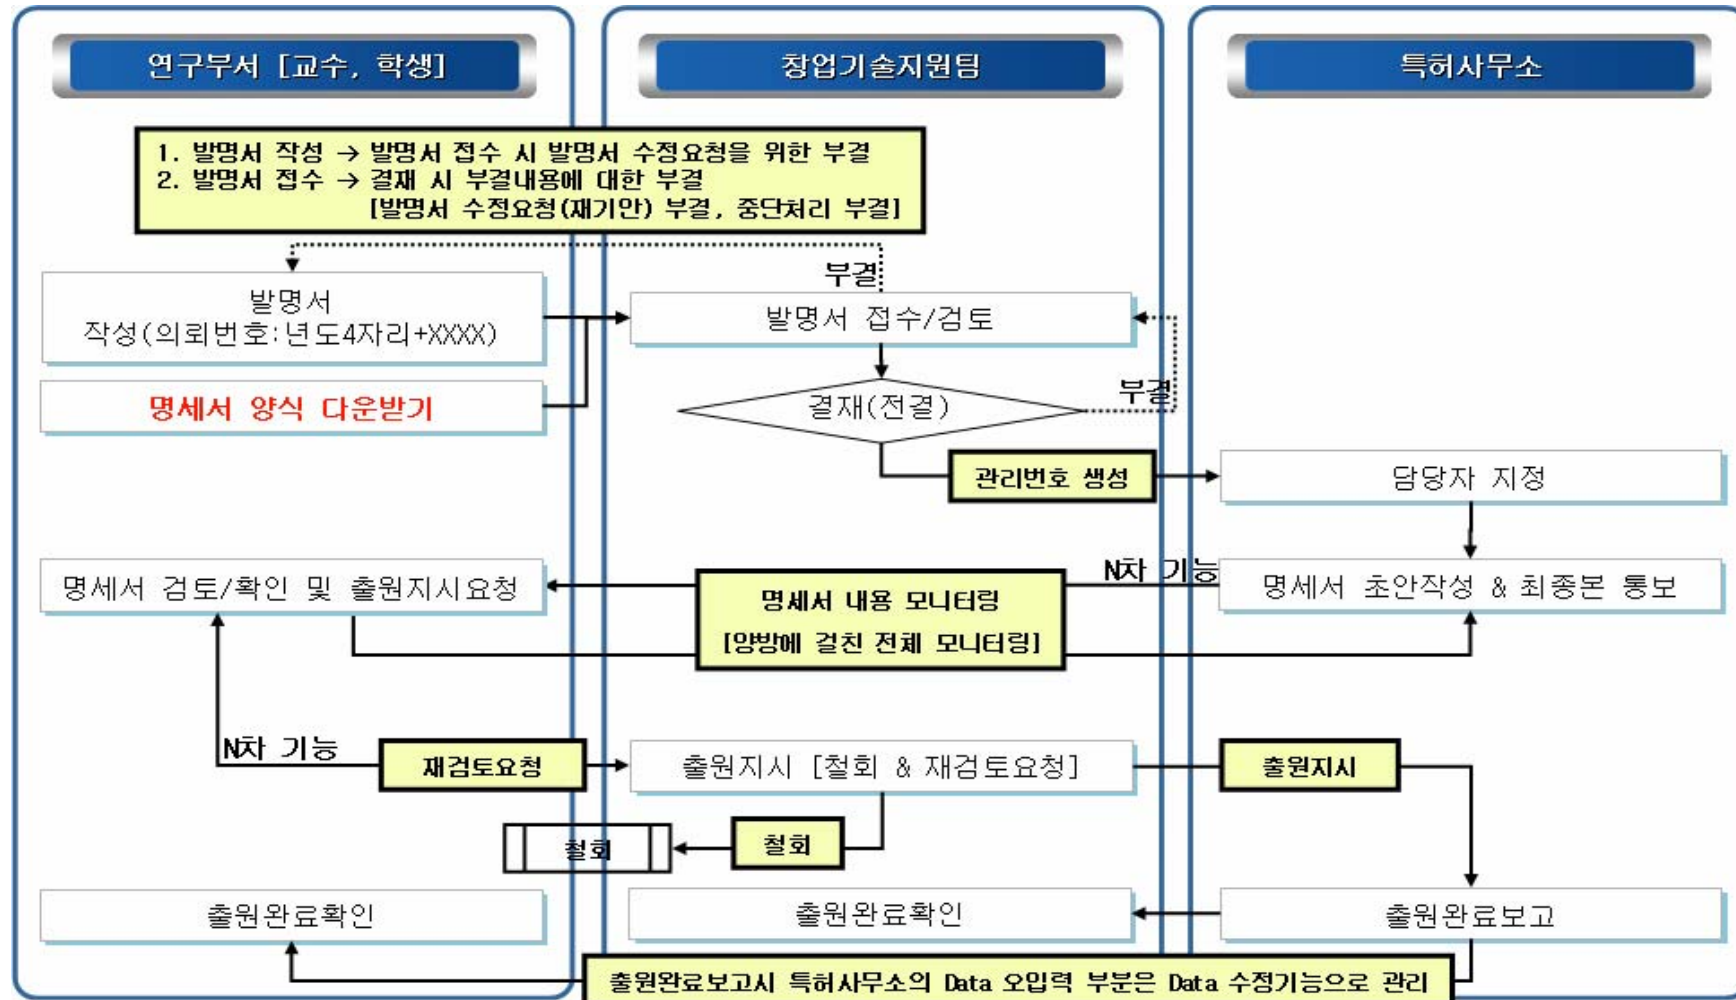 연구부서 [교수, 학생]
창업기술지원팀
특허사무소
1. 발명서 작성 → 발명서 접수 시 발명서 수정요청을 위한 부결
2. 발명서 접수 → 결재 시 부결내용에 대한 부결
[발명서 수정요청(재기안) 부결, 중단처리 부결]
부결
발명서
작성(의뢰번호:년도4자리+XXXX)
발명서 접수/검토
명세서 양식 다운받기
결재(전결)
부결
관리번호 생성
담당자 지정
N차 기능
명세서 검토/확인 및 출원지시요청
명세서 내용 모니터링
[양방에 걸친 전체 모니터링]
명세서 초안작성 & 최종본 통보
N차 기능
재검토요청
출원지시 [철회 & 재검토요청]
출원지시
철회
철회
출원완료확인
출원완료확인
출원완료보고
출원완료보고시 특허사무소의 Data 오입력 부분은 Data 수정기능으로 관리